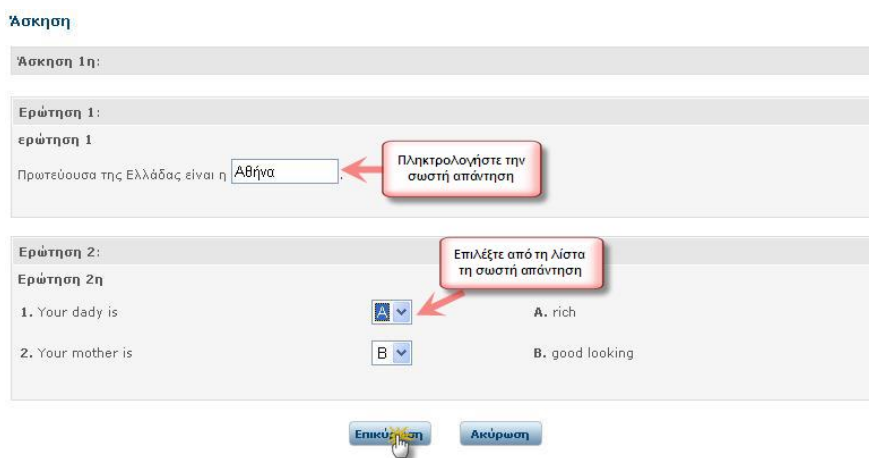 Άσκηση
Άσκηση 1η:
Ερώτηση 1:
ερώτηση 1
Πρωτεύουσα της Ελλάδας είναι η Αθήνα .
Πληκτρολογήστε την
σωστή απάντηση
Ερώτηση 2:
Ερώτηση 2η
Επιλέξτε από τη λίστα
τη σωστή απάντηση
1. Your dady is A A. rich
2. Your mother is B B. good looking
Ακύρωση